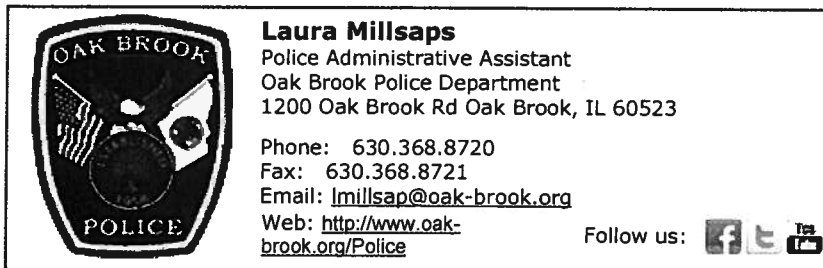 OAK BROOK
POLICE
Laura Millsaps
Police Administrative Assistant
Oak Brook Police Department
1200 Oak Brook Rd Oak Brook, IL 60523
Phone: 630.368.8720
Fax: 630.368.8721
Email: lmillsap@oak-brook.org
Web: http://www.oak-
brook.org/Police
Follow us:
f
t
You
Tube